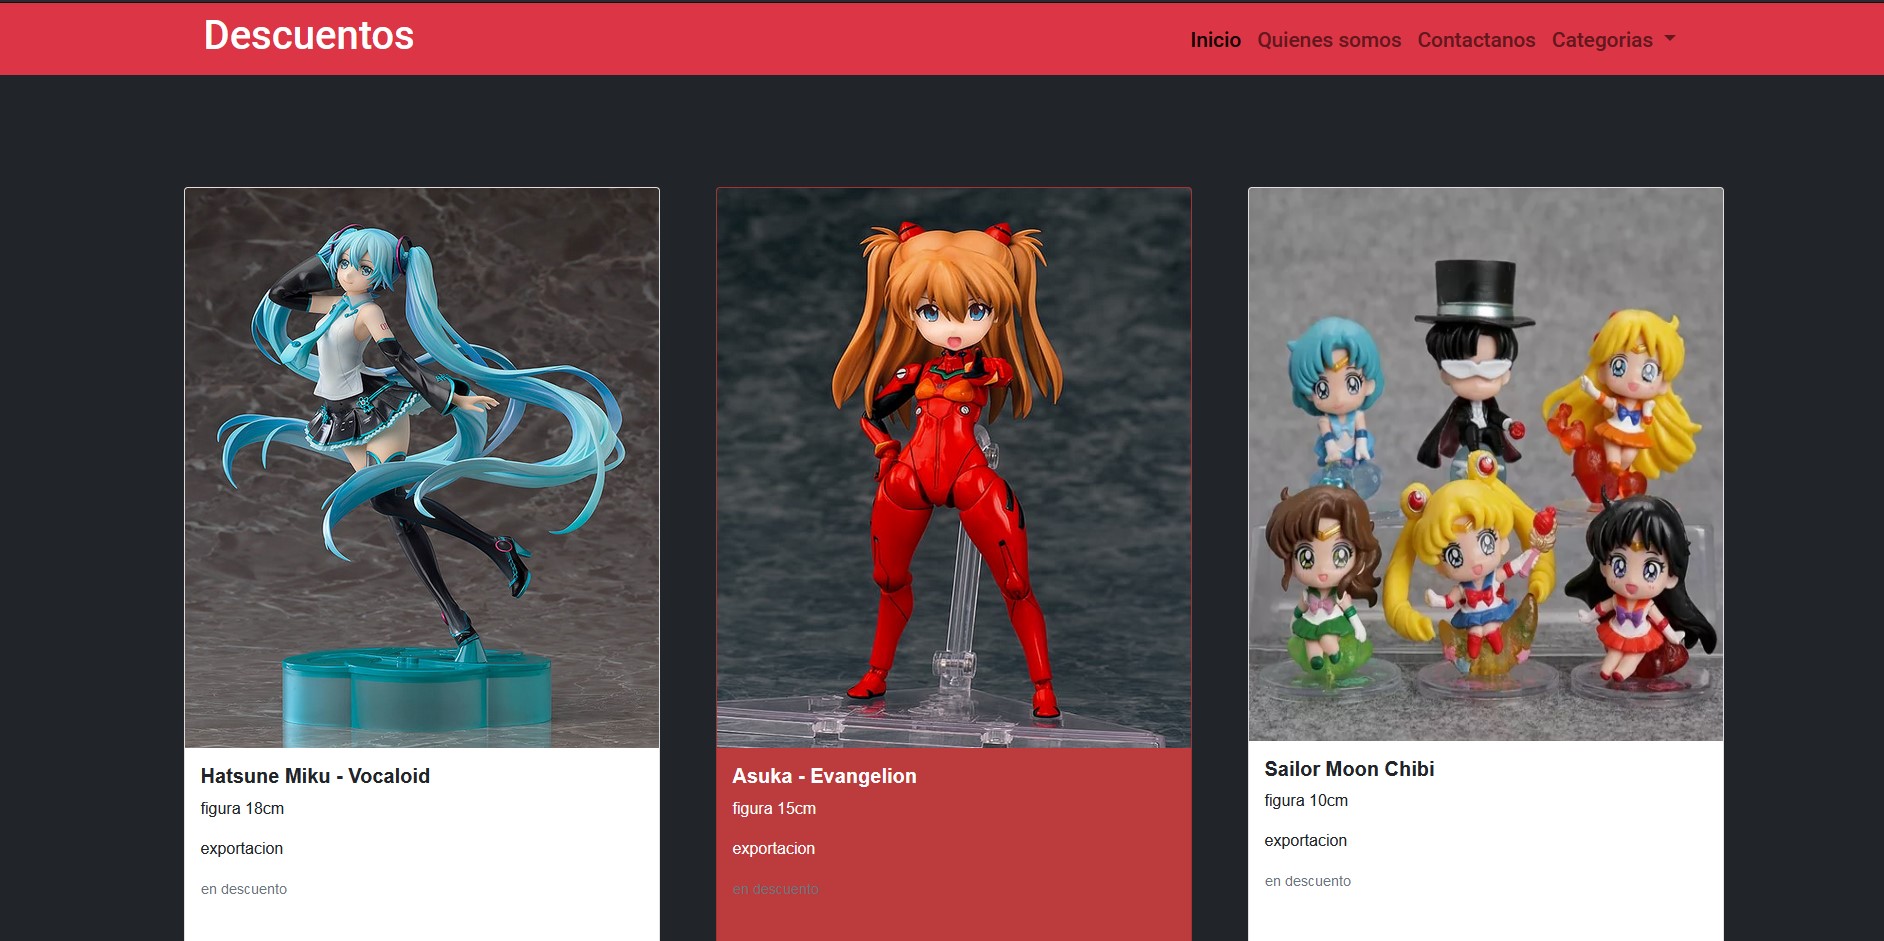 Descuentos
Inicio Quienes somos Contactanos Categorias
Hatsune Miku - Vocaloid
figura 18cm
exportacion
en descuento
Asuka - Evangelion
figura 15cm
exportacion
en descuento
Sailor Moon Chibi
figura 10cm
exportacion
en descuento